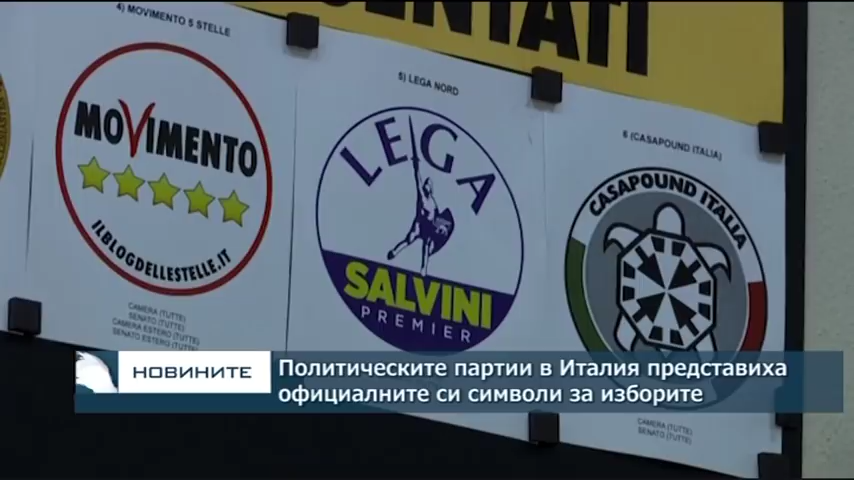 4) MOVIMENTO 5 STELLE
MOVIMENTO
ILBLOGDELLESTELLE.IT
CAMERA (TUTTE)
SENATO (TUTTE)
CAMERA ESTERO (TUTTE)
SENATO ESTERO (TUTTE)
5) LEGA NORD
LEGA
SALVINI
PREMIER
6 (CASAPOUND ITALIA)
CASAPOUND ITALIA
CAMERA (TUTTE)
SENATO (TUTTE)
НОВИНИТЕ
Политическите партии в Италия представиха
официалните си символи за изборите